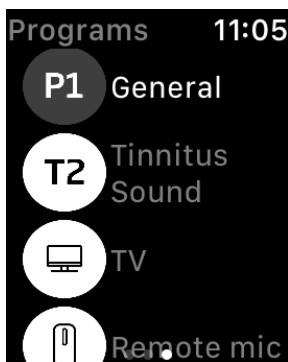 Programs 11:05
P1 General
T2 Tinnitus
Sound
TV
Remote mic